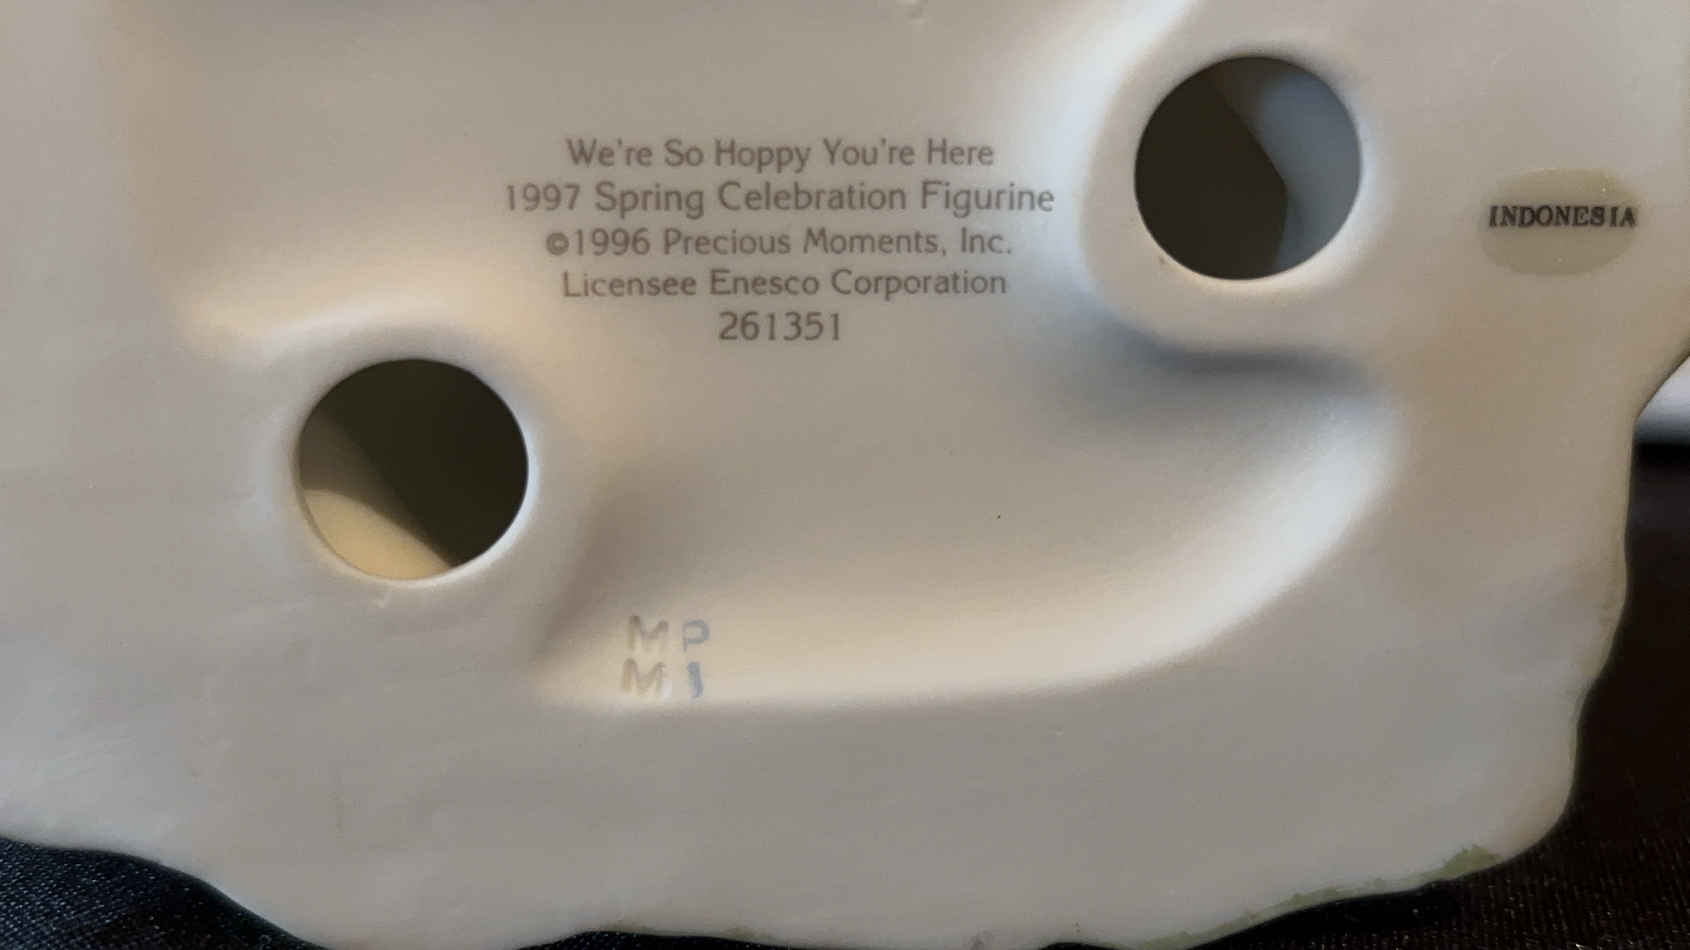 We're So Hoppy You're Here
1997 Spring Celebration Figurine
©1996 Precious Moments, Inc.
Licensee Enesco Corporation
261351
INDONESIA
M P
M I